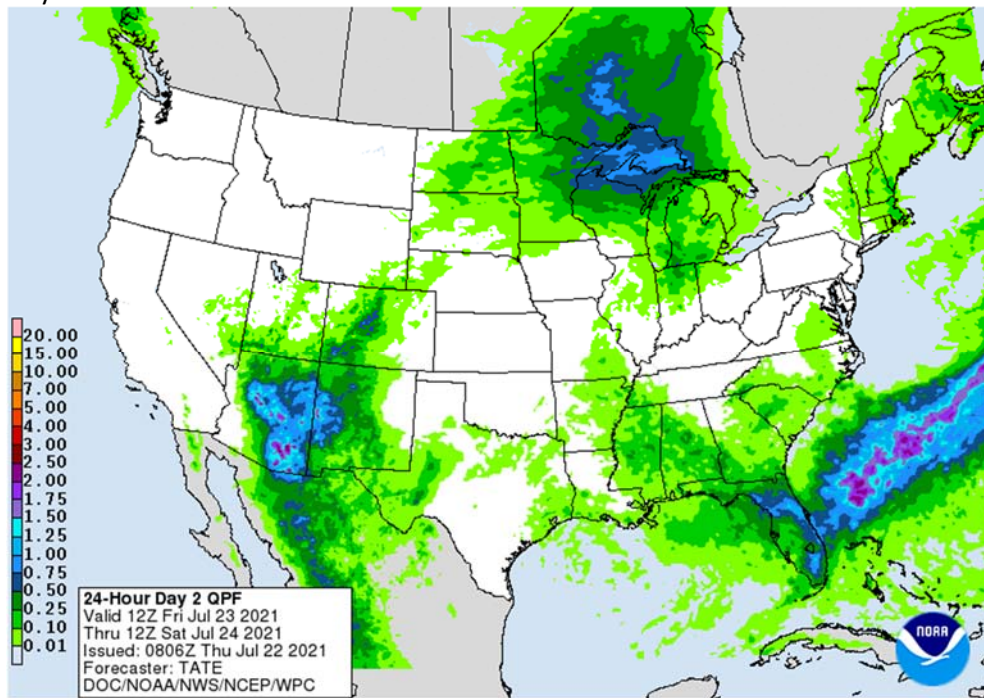 20.00
15.00
10.00
7.00
5.00
4.00
3.00
2.50
2.00
1.75
1.50
1.25
1.00
0.75
0.50
0.25
0.10
0.01
24-Hour Day 2 QPF
Valid 12Z Fri Jul 23 2021
Thru 12Z Sat Jul 24 2021
Issued: 0806Z Thu Jul 22 2021
Forecaster: TATE
DOC/NOAA/NWS/NCEP/WPC
NOAA